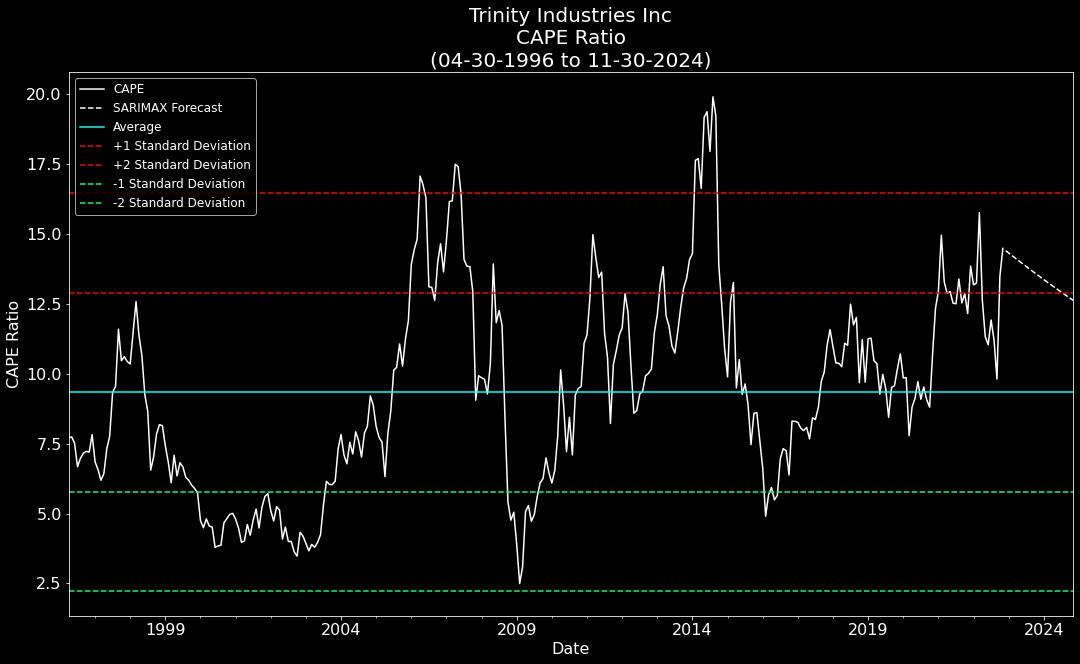 Trinity Industries Inc
CAPE Ratio
(04-30-1996 to 11-30-2024)
CAPE
SARIMAX Forecast
Average
+1 Standard Deviation
+2 Standard Deviation
-1 Standard Deviation
-2 Standard Deviation
CAPE Ratio
20.0
17.5
15.0
12.5
10.0
7.5
5.0
2.5
1999 2004 2009 2014 2019 2024
Date